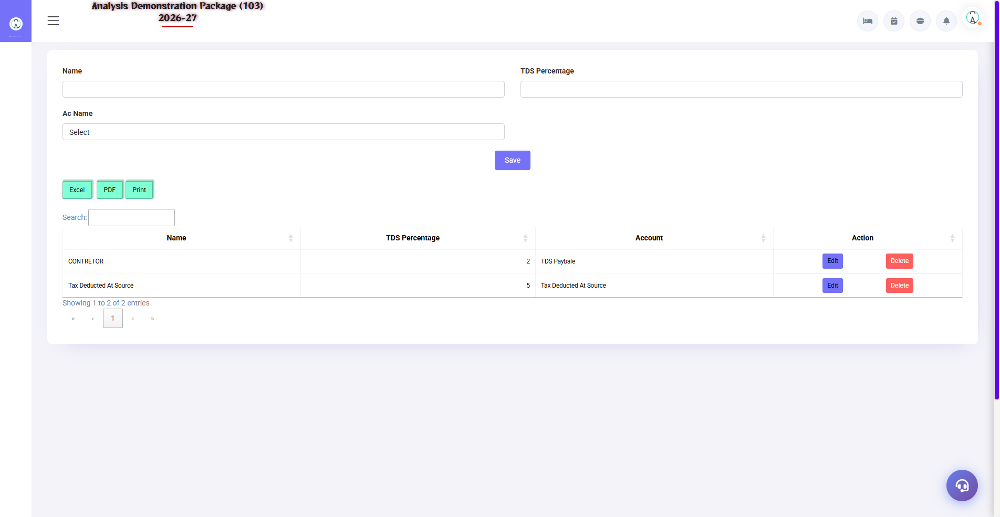 Analysis Demonstration Package (103)
2026-27
Name
TDS Percentage
Ac Name
Select
Save
Excel PDF Print
Search:
Name TDS Percentage Account Action
CONTRETOR 2 TDS Paybale Edit Delete
Tax Deducted At Source 5 Tax Deducted At Source Edit Delete
Showing 1 to 2 of 2 entries
« ‹ 1 › »